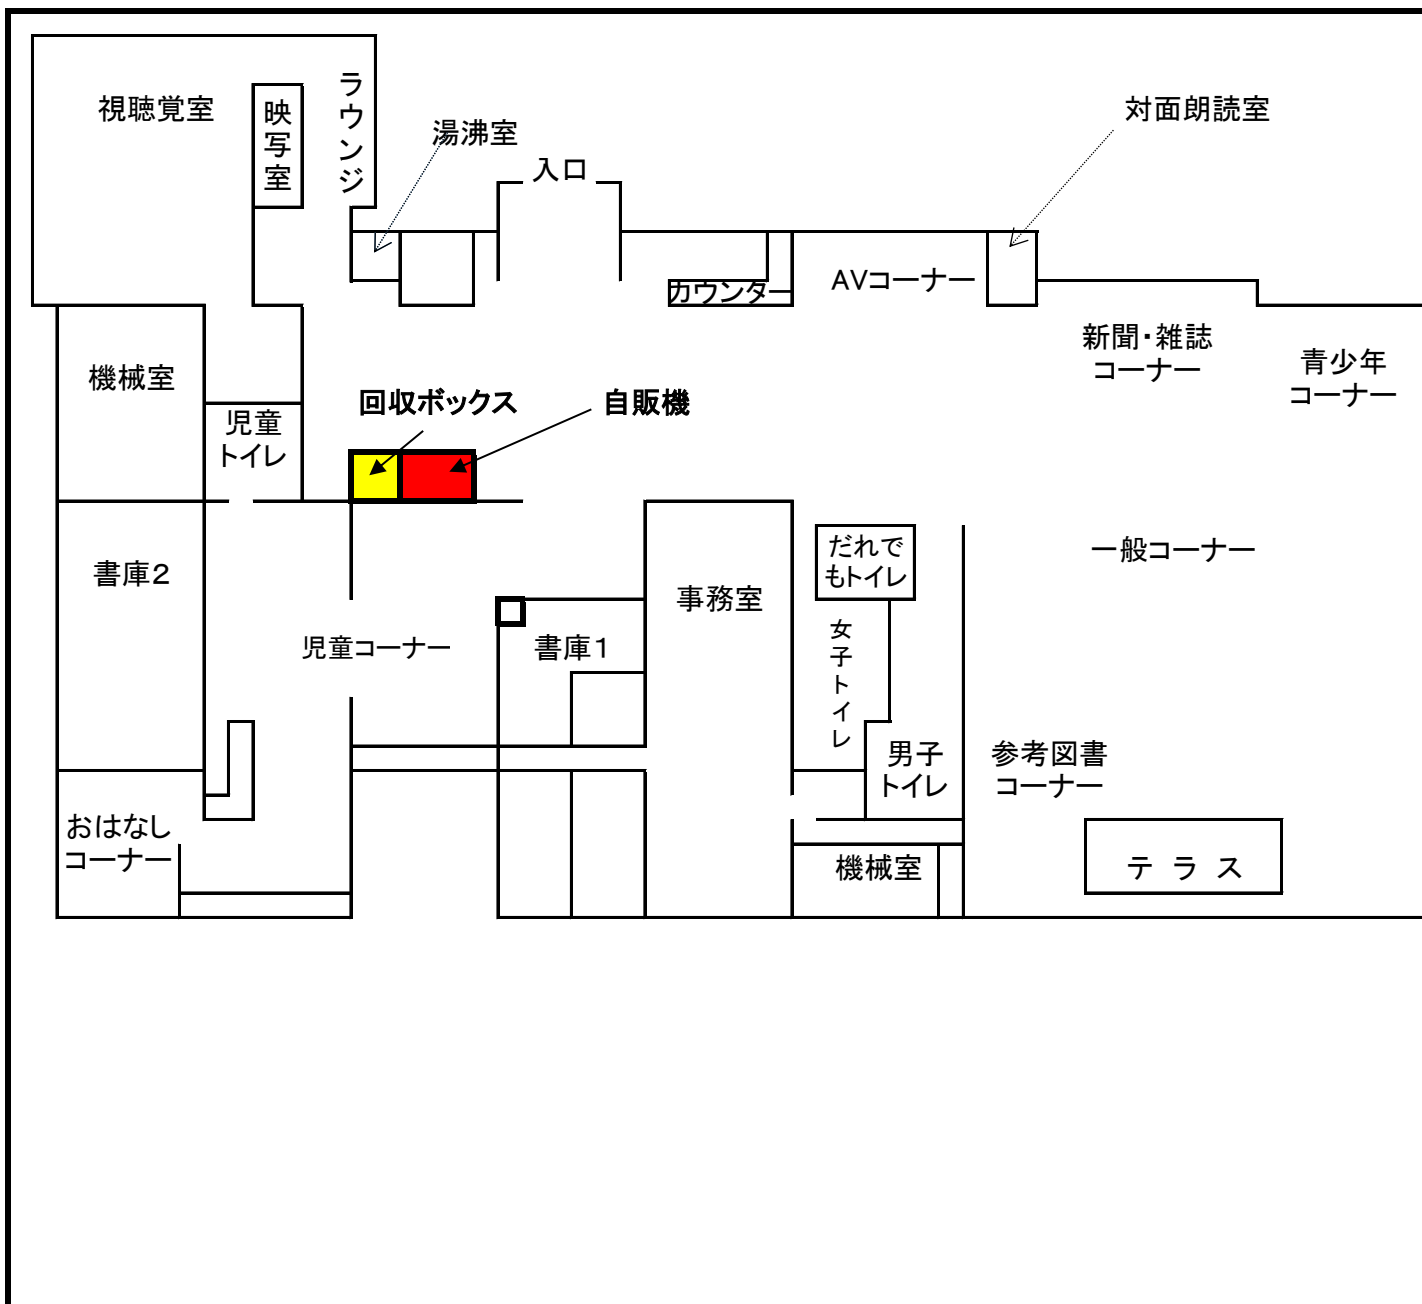 視聴覚室
映写室
ラウンジ
湯沸室
入口
対面朗読室
カウンター
AVコーナー
新聞・雑誌
コーナー
青少年
コーナー
機械室
児童
トイレ
回収ボックス
自販機
書庫２
児童コーナー
書庫１
事務室
だれで
もトイレ
女子トイレ
男子
トイレ
一般コーナー
参考図書
コーナー
おはなし
コーナー
機械室
テラス